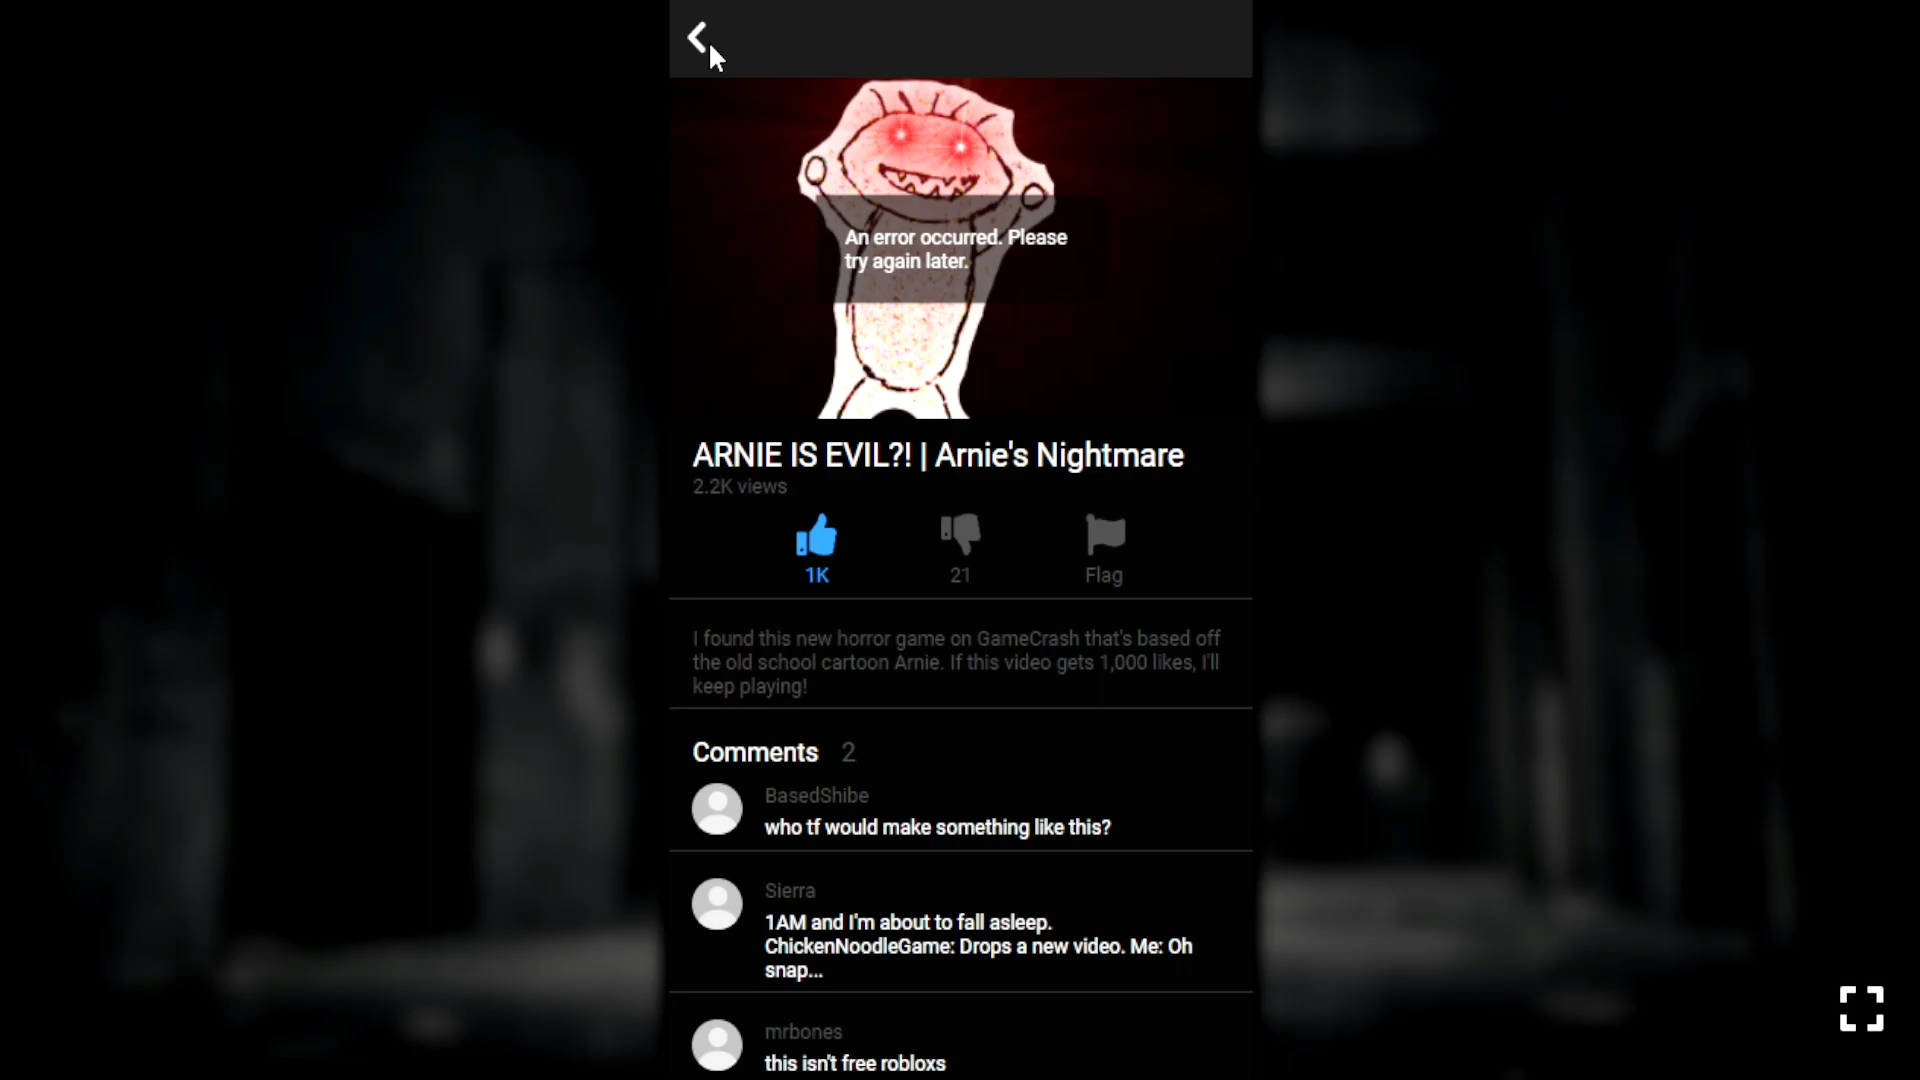 An error occurred. Please
try again later.
ARNIE IS EVIL?! | Arnie's Nightmare
2.2K views
1K
21
Flag
I found this new horror game on GameCrash that's based off
the old school cartoon Arnie. If this video gets 1,000 likes, I'll
keep playing!
Comments 2
BasedShibe
who tf would make something like this?
Sierra
1AM and I'm about to fall asleep.
ChickenNoodleGame: Drops a new video. Me: Oh
snap...
mrbones
this isn't free robloxs